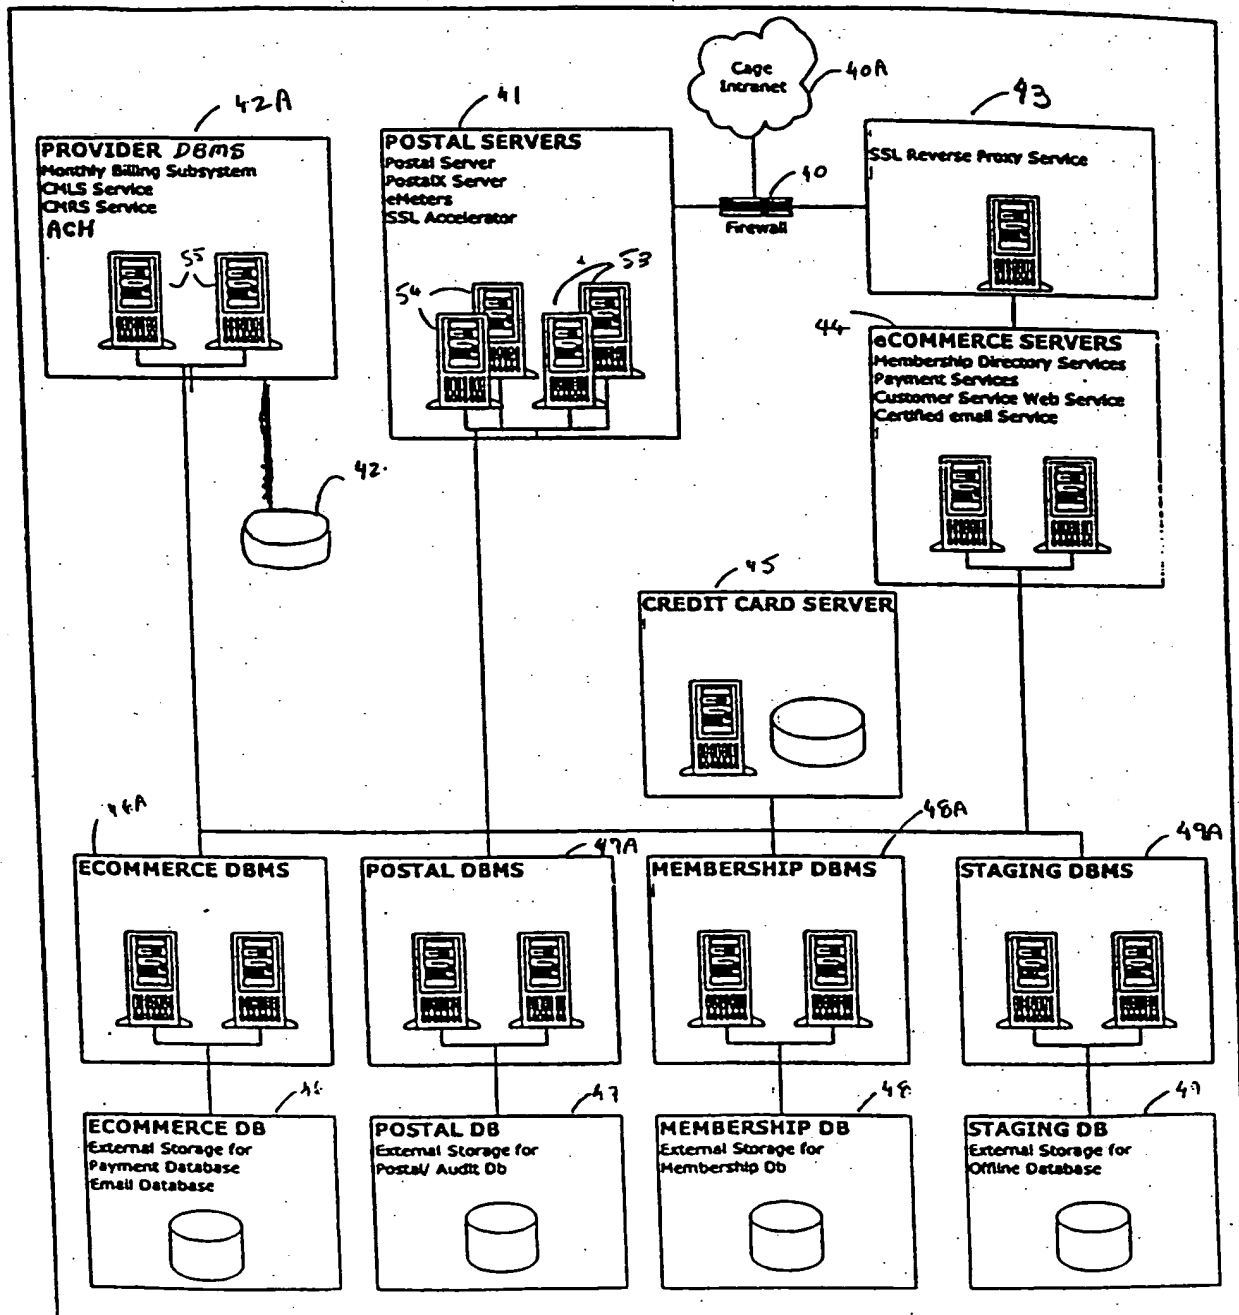 Cage
Intranet
40A
42A
41
43
PROVIDER DBMS
Monthly Billing Subsystem
CMLS Service
CMRS Service
ACH
55
POSTAL SERVERS
Postal Server
PostalX Server
eMeters
SSL Accelerator
54
53
40
Firewall
SSL Reverse Proxy Service
44
eCOMMERCE SERVERS
Membership Directory Services
Payment Services
Customer Service Web Service
Certified email Service
42
45
CREDIT CARD SERVER
47A
48A
49A
ECOMMERCE DBMS
POSTAL DBMS
MEMBERSHIP DBMS
STAGING DBMS
47
48
ECOMMERCE DB
External Storage for
Payment Database
Email Database
POSTAL DB
External Storage for
Postal/ Audit Db
MEMBERSHIP DB
External Storage for
Membership Db
STAGING DB
External Storage for
Offline Database